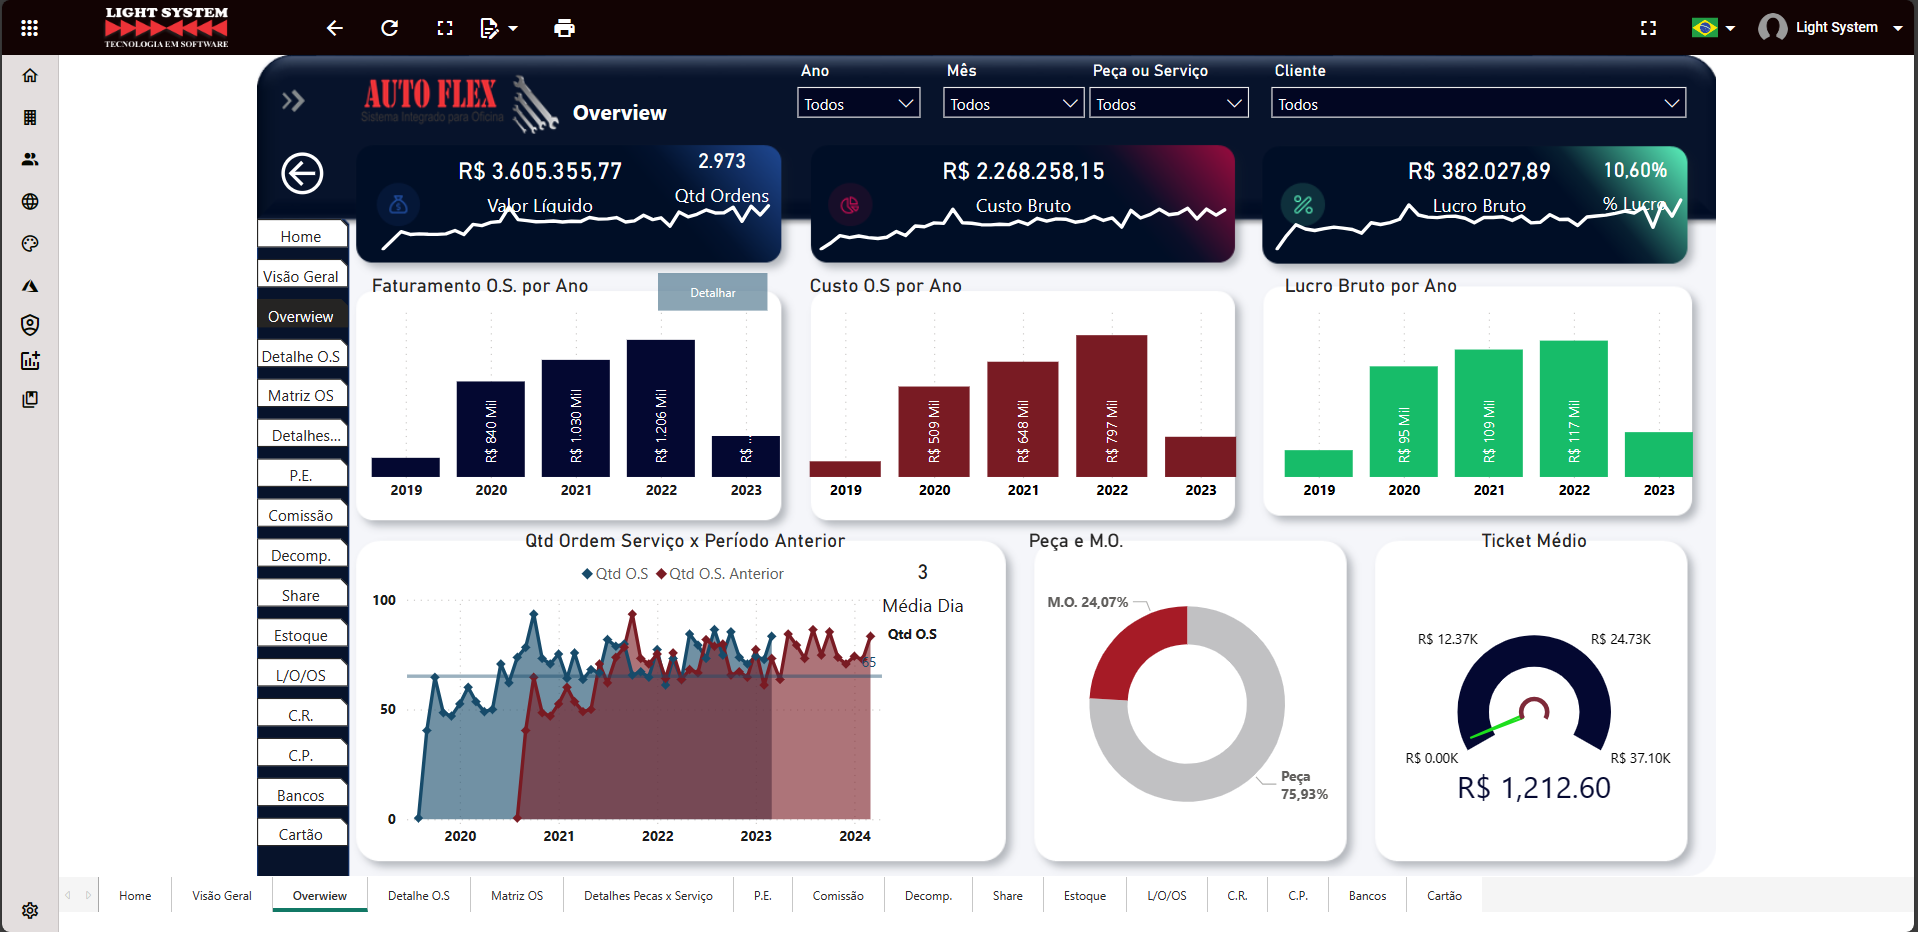 LIGHT SYSTEM
TECNOLOGIA EM SOFTWARE
Light System
AUTO FLEX
Sistema Integrado para Oficina
Overview
Ano
Mês
Peça ou Serviço
Cliente
Todos
Todos
Todos
Todos
R$ 3.605.355,77
2.973
Valor Líquido
Qtd Ordens
R$ 2.268.258,15
Custo Bruto
R$ 382.027,89
10,60%
Lucro Bruto
% Lucro
Home
Visão Geral
Overwiew
Detalhe O.S
Matriz OS
Detalhes...
P.E.
Comissão
Decomp.
Share
Estoque
L/O/OS
C.R.
C.P.
Bancos
Cartão
Faturamento O.S. por Ano
Detalhar
R$ 840 Mil
R$ 1.030 Mil
R$ 1.206 Mil
R$ ...
2019 2020 2021 2022 2023
Custo O.S por Ano
R$ 509 Mil
R$ 648 Mil
R$ 797 Mil
2019 2020 2021 2022 2023
Lucro Bruto por Ano
R$ 95 Mil
R$ 109 Mil
R$ 117 Mil
2019 2020 2021 2022 2023
Qtd Ordem Serviço x Período Anterior
Qtd O.S Qtd O.S. Anterior
3
Média Dia
Qtd O.S
100
65
50
0
2020 2021 2022 2023 2024
Peça e M.O.
M.O. 24,07%
Peça
75,93%
Ticket Médio
R$ 12.37K
R$ 24.73K
R$ 0.00K
R$ 37.10K
R$ 1,212.60
Home
Visão Geral
Overwiew
Detalhe O.S
Matriz OS
Detalhes Pecas x Serviço
P.E.
Comissão
Decomp.
Share
Estoque
L/O/OS
C.R.
C.P.
Bancos
Cartão